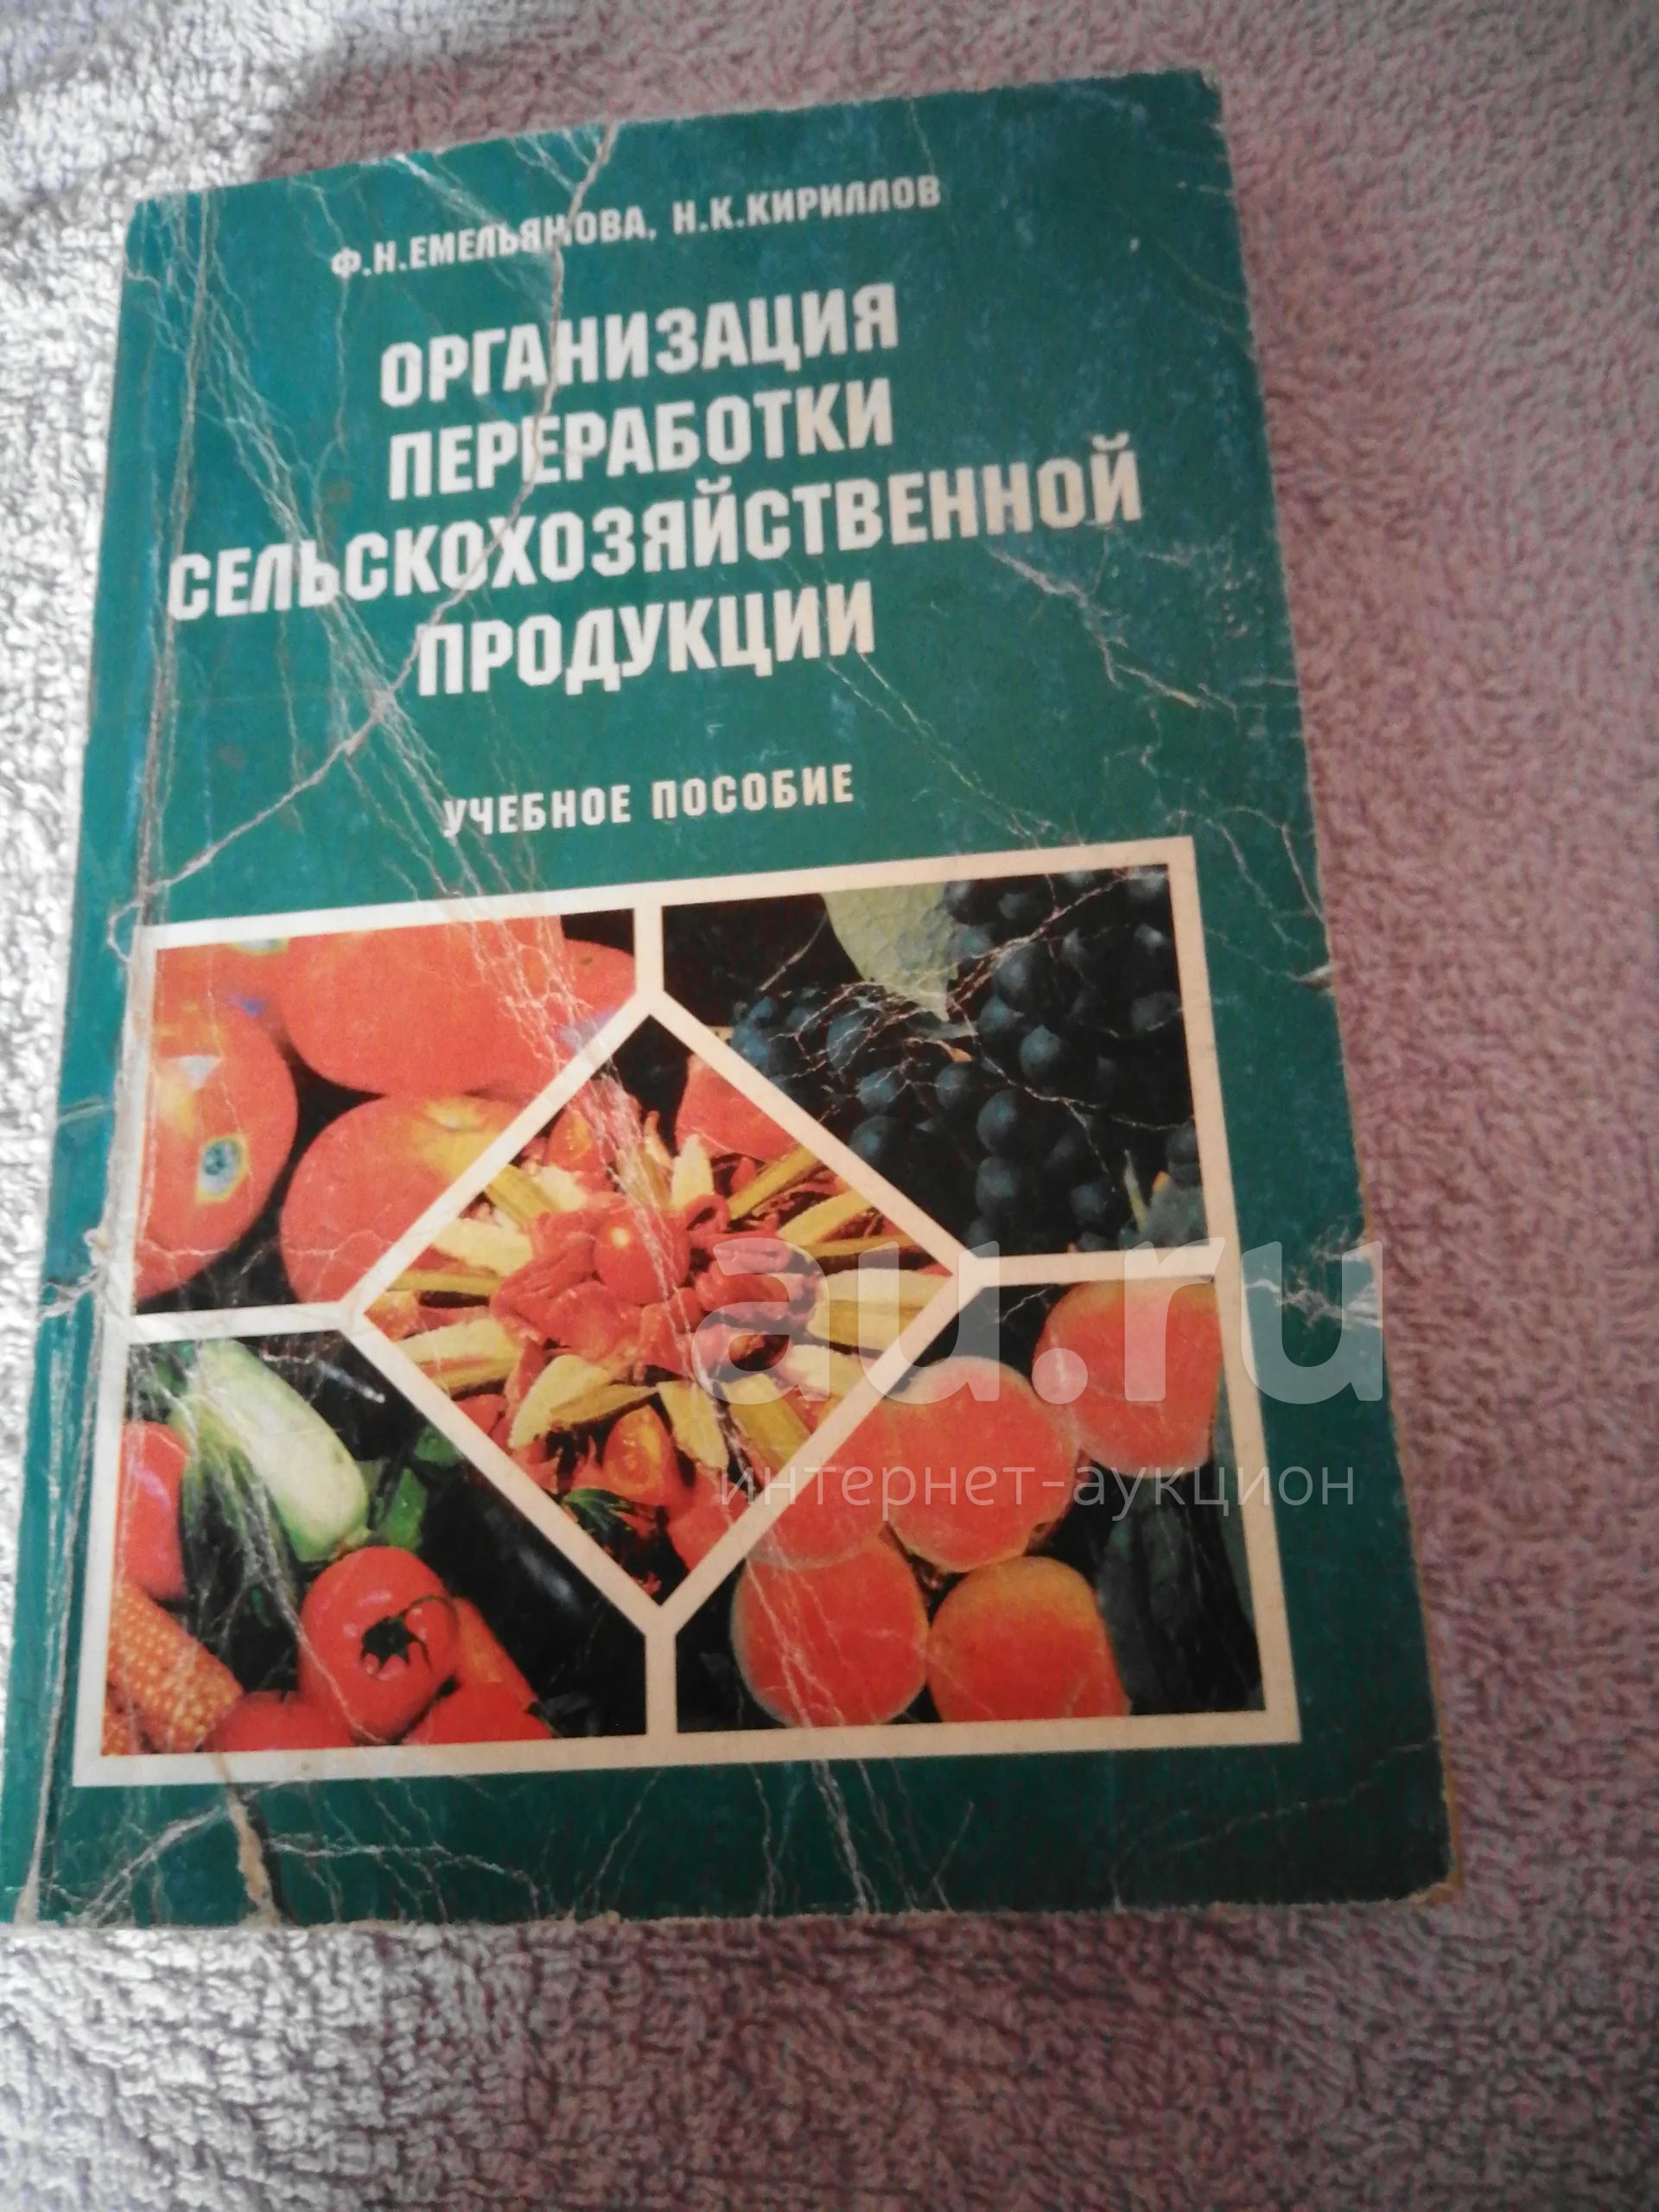 Ф.Н.ЕМЕЛЬЯНОВА, Н.К.КИРИЛЛОВ
ОРГАНИЗАЦИЯ
ПЕРЕРАБОТКИ
СЕЛЬСКОХОЗЯЙСТВЕННОЙ
ПРОДУКЦИИ
УЧЕБНОЕ ПОСОБИЕ
au.ru
интернет-аукцион